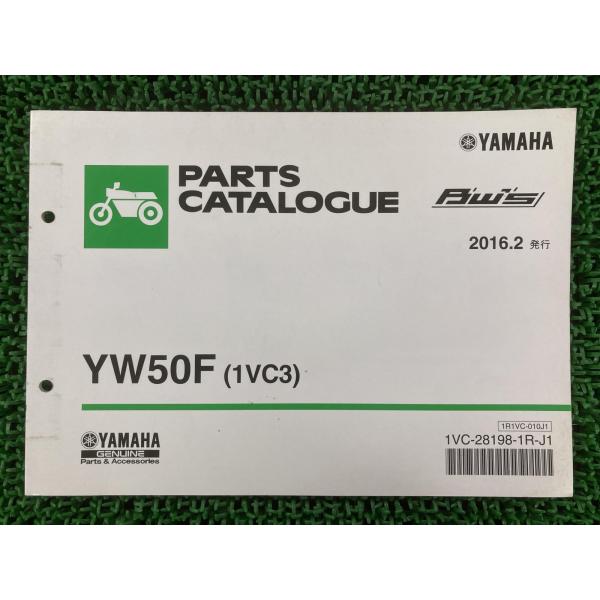 YAMAHA
PARTS
CATALOGUE
BW'S
2016.2 発行
YW50F (1VC3)
1R1VC-010J1
YAMAHA
1VC-28198-1R-J1
GENUINE
Parts & Accessories